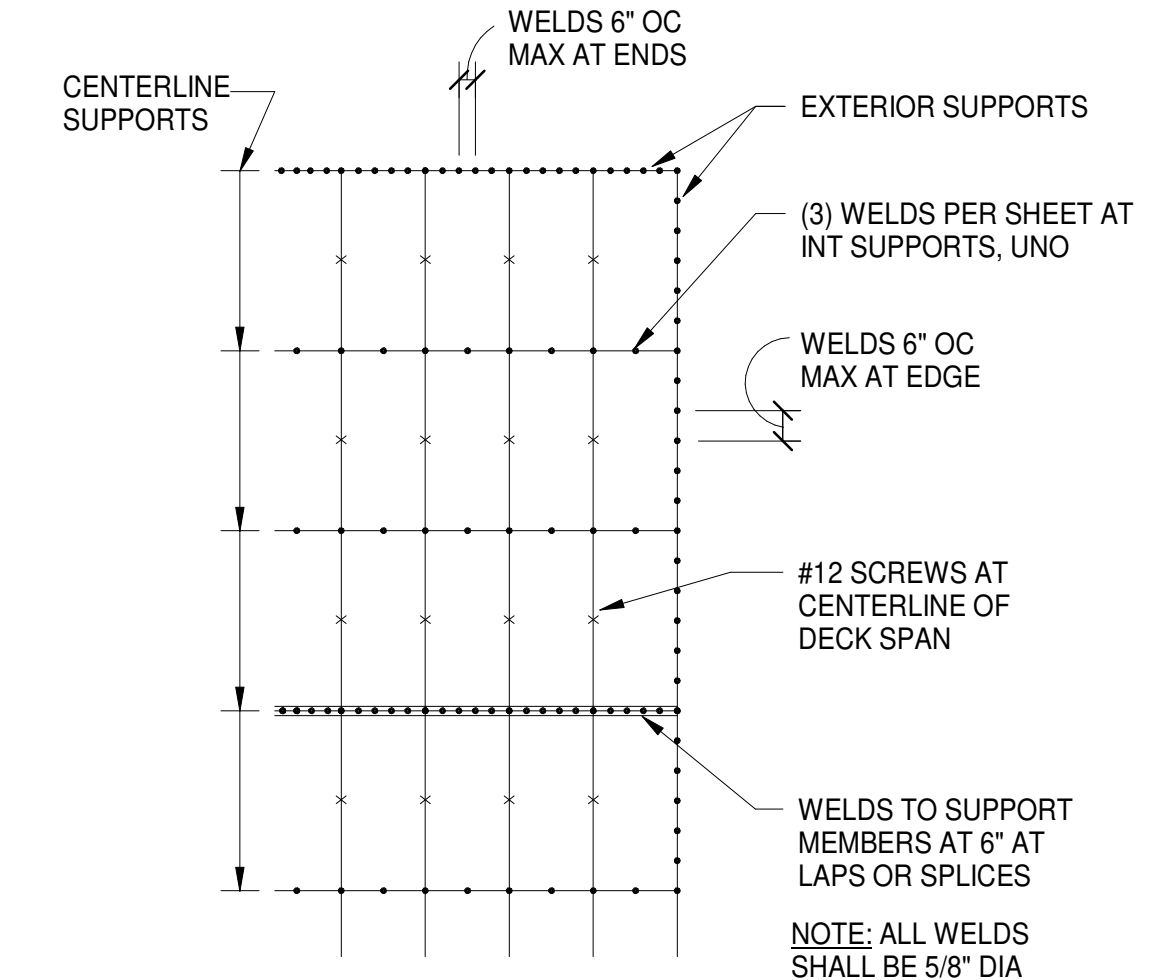 WELDS 6" OC
MAX AT ENDS
CENTERLINE
SUPPORTS
EXTERIOR SUPPORTS
(3) WELDS PER SHEET AT
INT SUPPORTS, UNO
WELDS 6" OC
MAX AT EDGE
#12 SCREWS AT
CENTERLINE OF
DECK SPAN
WELDS TO SUPPORT
MEMBERS AT 6" AT
LAPS OR SPLICES
NOTE: ALL WELDS
SHALL BE 5/8" DIA